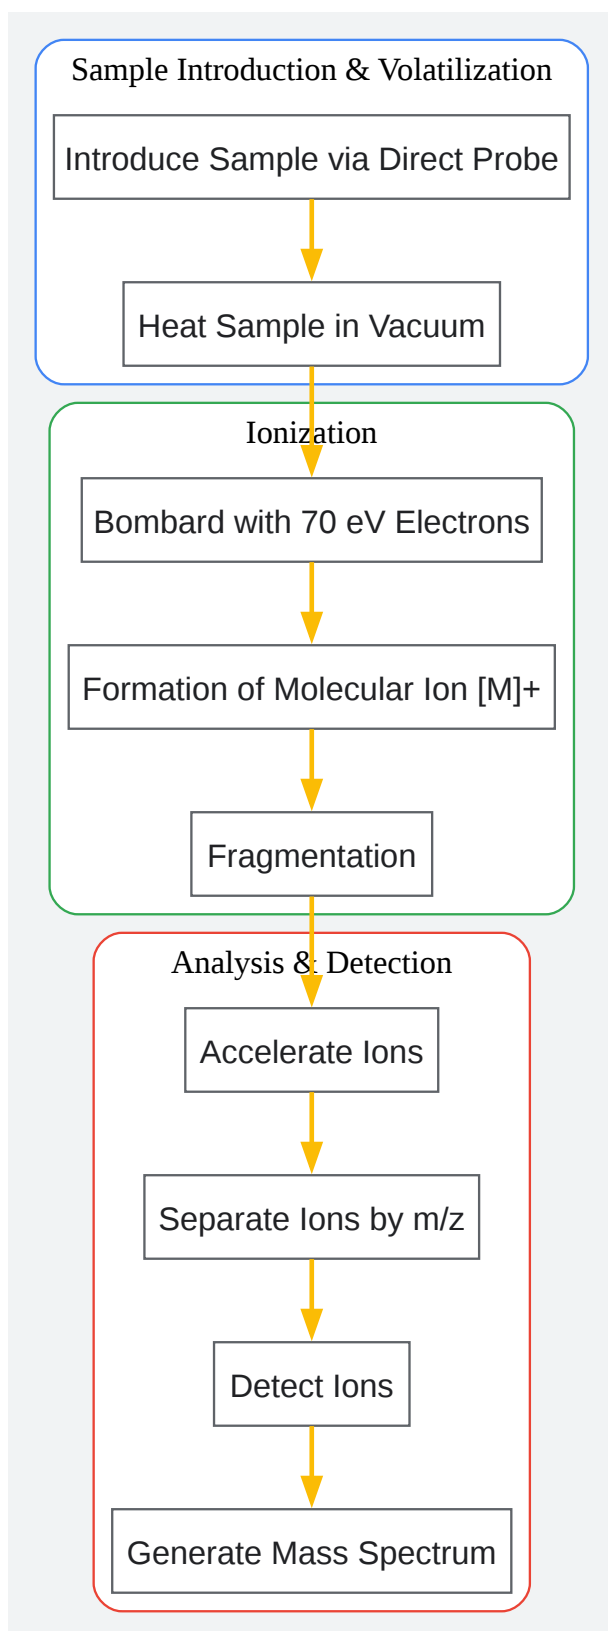 Sample Introduction & Volatilization
Introduce Sample via Direct Probe
Heat Sample in Vacuum
Ionization
Bombard with 70 eV Electrons
Formation of Molecular Ion [M]+
Fragmentation
Analysis & Detection
Accelerate Ions
Separate Ions by m/z
Detect Ions
Generate Mass Spectrum